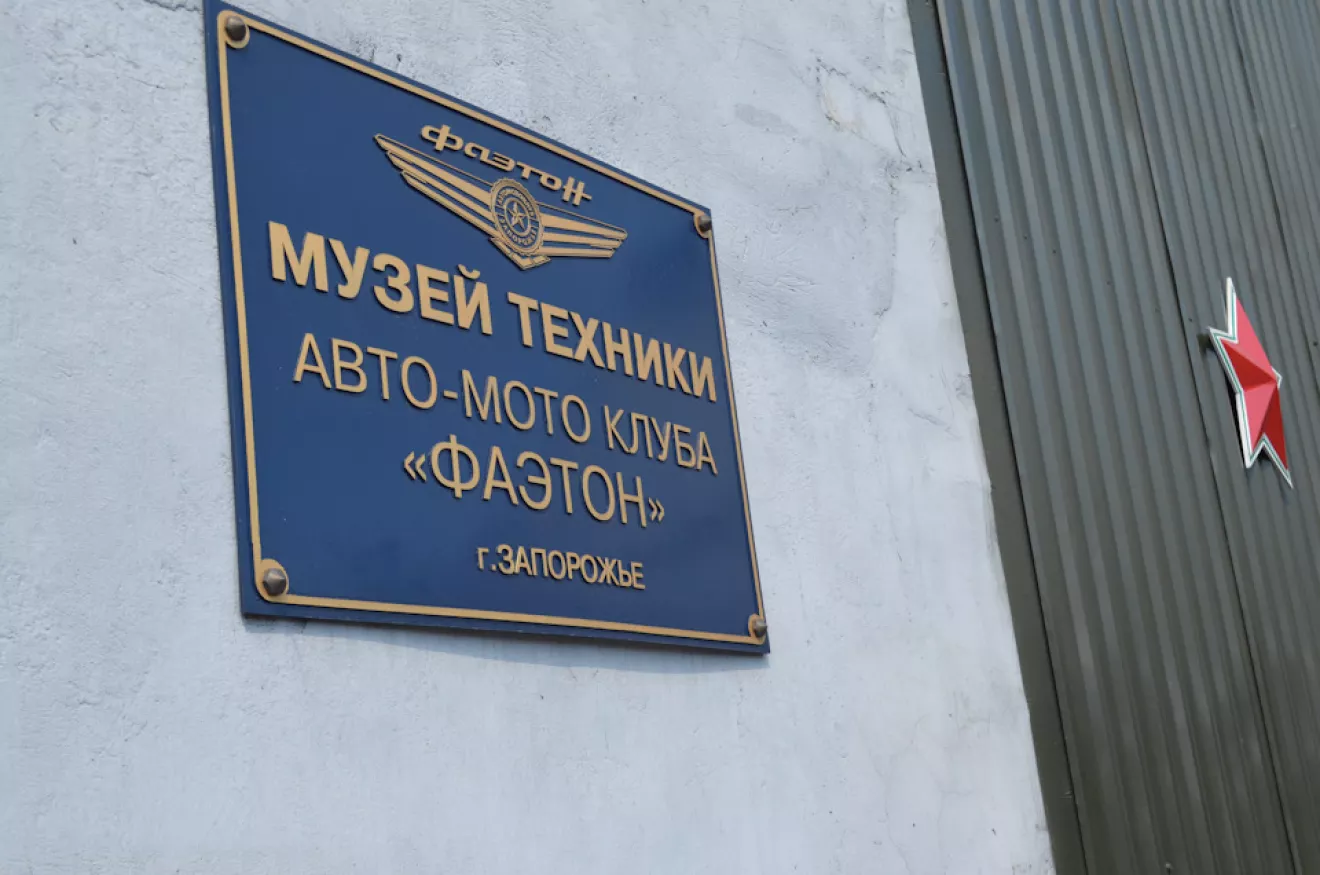 фаэтон
МУЗЕЙ ТЕХНИКИ
АВТО-МОТО КЛУБА
«ФАЭТОН»
г.ЗАПОРОЖЬЕ